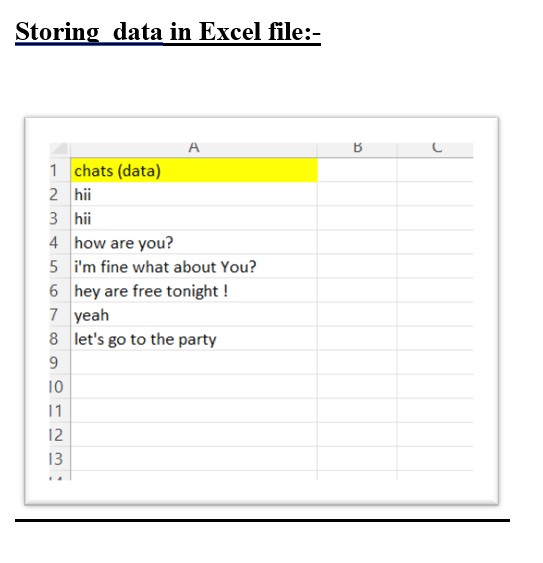 Storing data in Excel file:-
A B C
1 chats (data)
2 hii
3 hii
4 how are you?
5 i'm fine what about You?
6 hey are free tonight !
7 yeah
8 let's go to the party
9
10
11
12
13